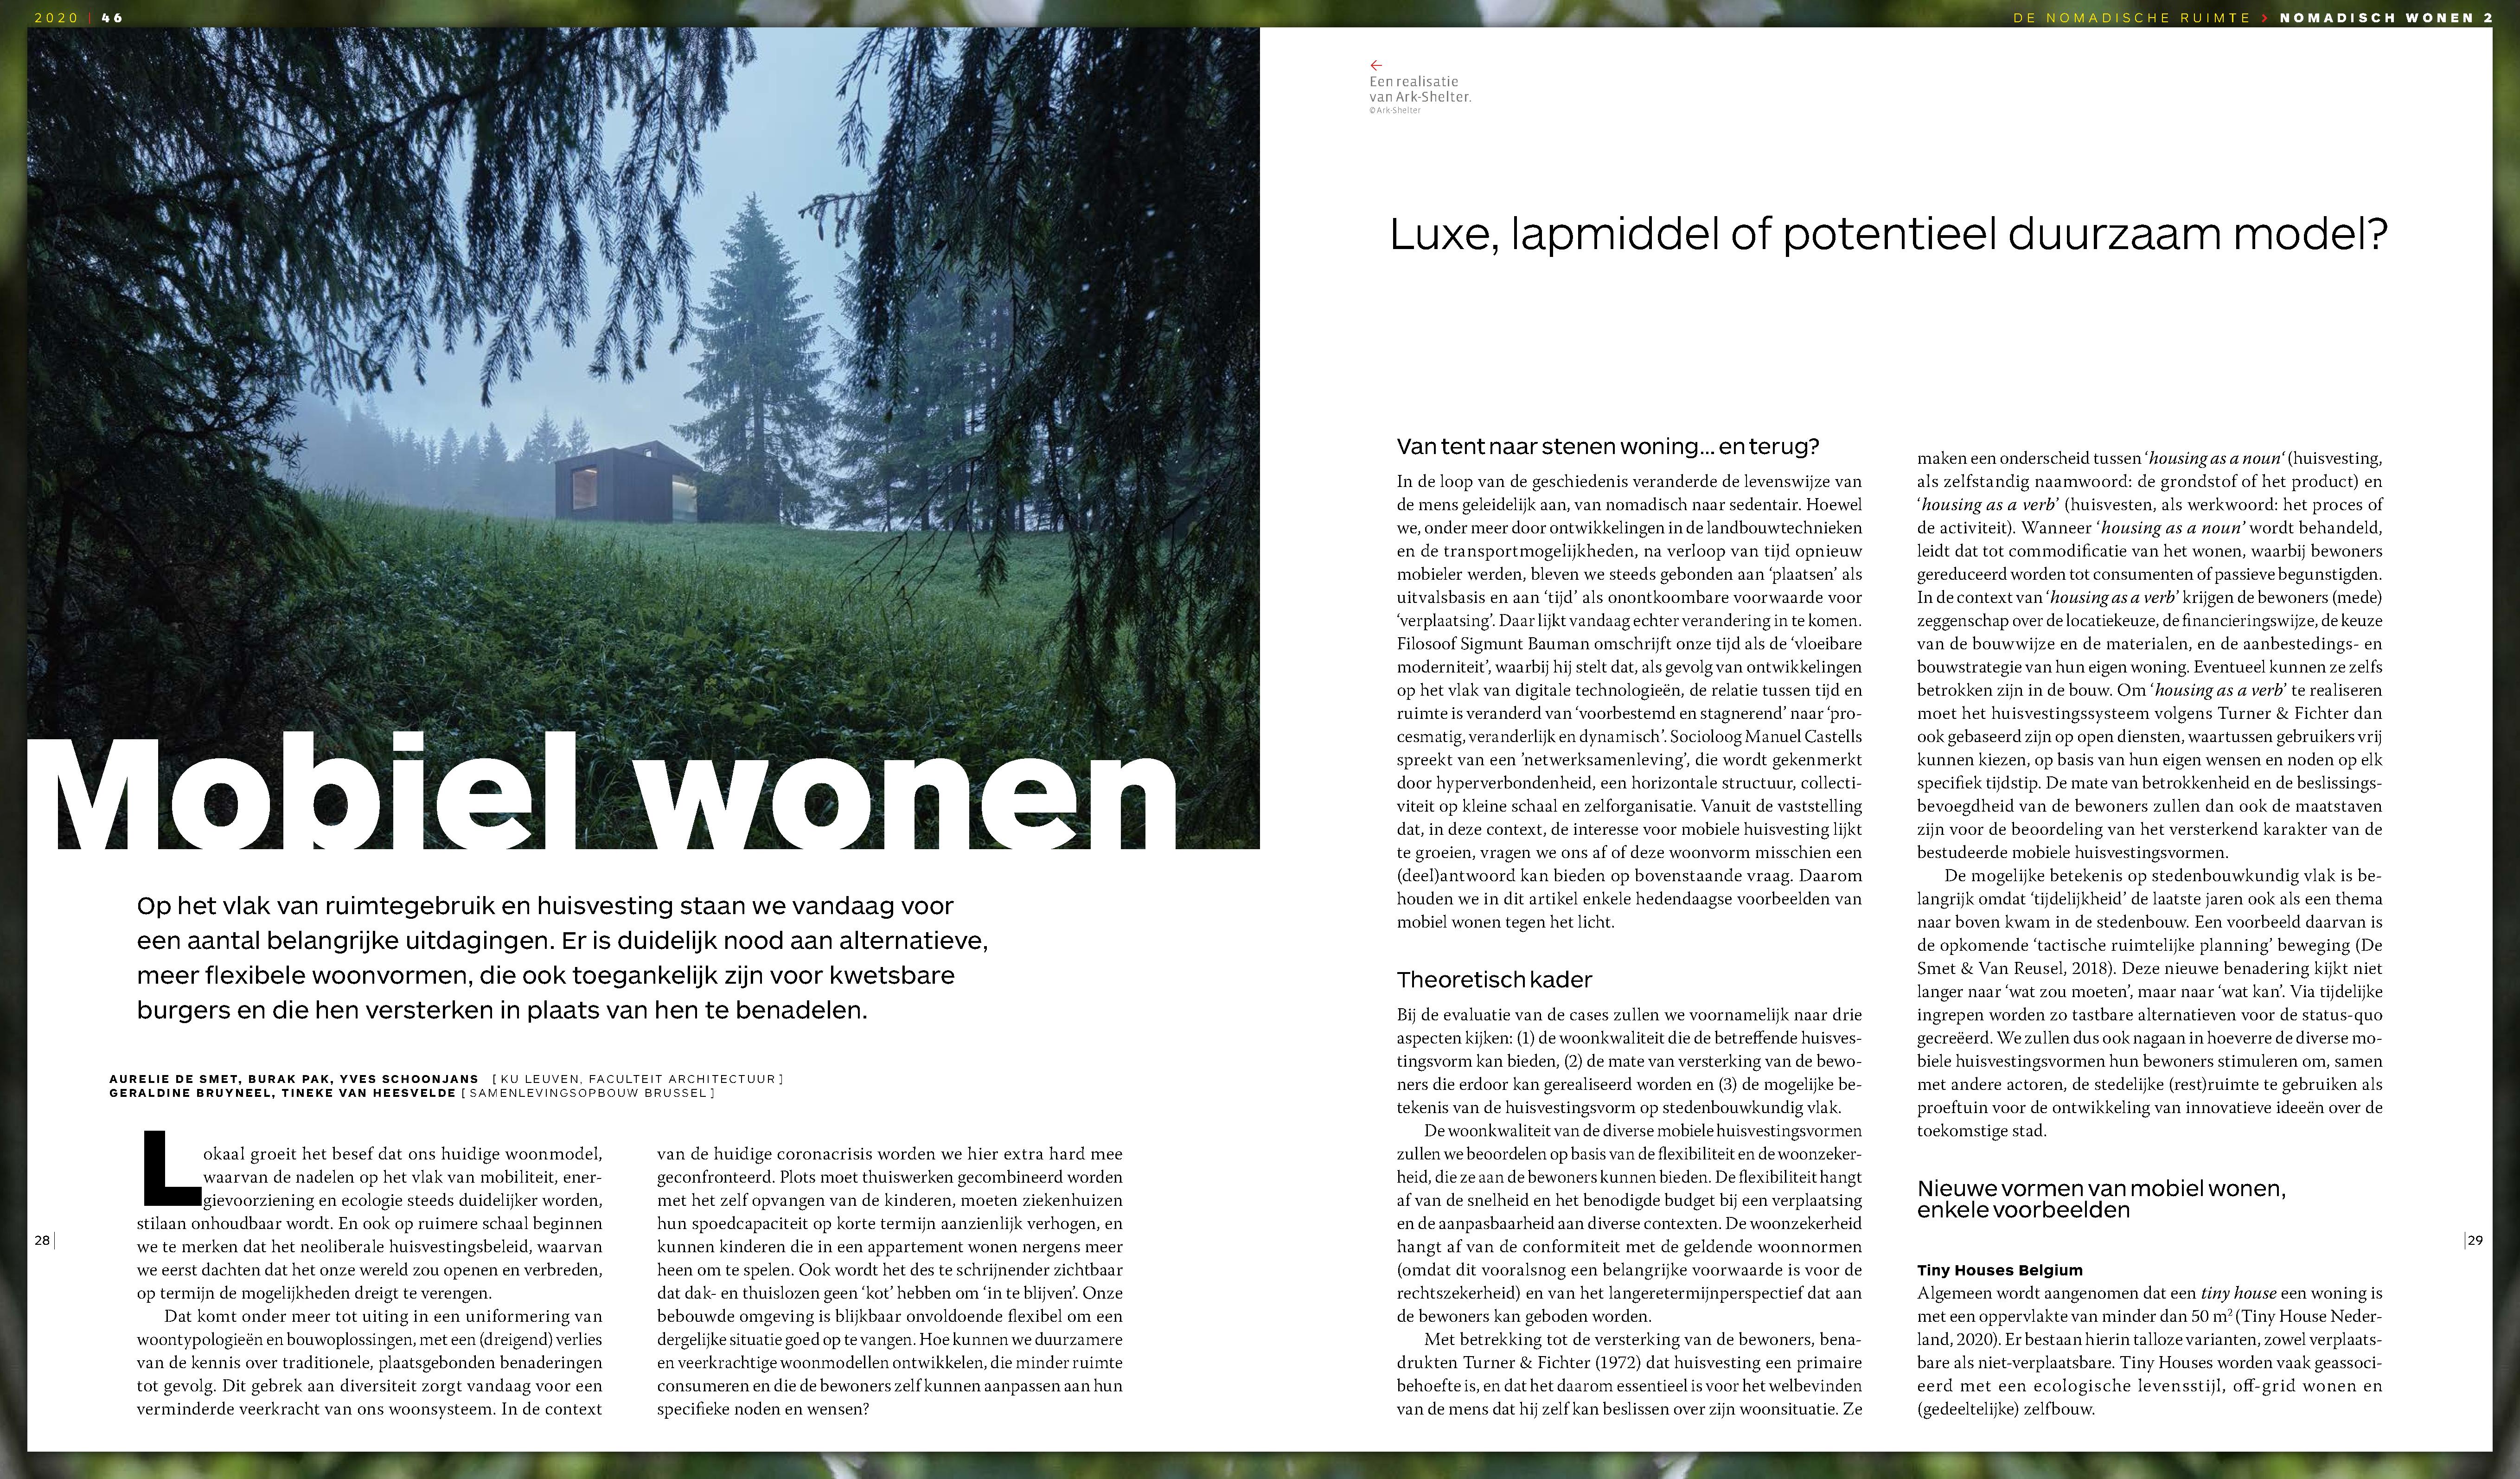 2020 | 46
DE NOMADISCHE RUIMTE > NOMADISCH WONEN 2
Mobiel wonen
Op het vlak van ruimtegebruik en huisvesting staan we vandaag voor
een aantal belangrijke uitdagingen. Er is duidelijk nood aan alternatieve,
meer flexibele woonvormen, die ook toegankelijk zijn voor kwetsbare
burgers en die hen versterken in plaats van hen te benadelen.
AURELIE DE SMET, BURAK PAK, YVES SCHOONJANS [ KU LEUVEN, FACULTEIT ARCHITECTUUR ]
GERALDINE BRUYNEEL, TINEKE VAN HEESVELDE [ SAMENLEVINGSOPBOUW BRUSSEL ]
Lokaal groeit het besef dat ons huidige woonmodel,
waarvan de nadelen op het vlak van mobiliteit, ener-
gievoorziening en ecologie steeds duidelijker worden,
stilaan onhoudbaar wordt. En ook op ruimere schaal beginnen
we te merken dat het neoliberale huisvestingsbeleid, waarvan
we eerst dachten dat het onze wereld zou openen en verbreden,
op termijn de mogelijkheden dreigt te verengen.
Dat komt onder meer tot uiting in een uniformering van
woontypologieën en bouwoplossingen, met een (dreigend) verlies
van de kennis over traditionele, plaatsgebonden benaderingen
tot gevolg. Dit gebrek aan diversiteit zorgt vandaag voor een
verminderde veerkracht van ons woonsysteem. In de context
van de huidige coronacrisis worden we hier extra hard mee
geconfronteerd. Plots moet thuiswerken gecombineerd worden
met het zelf opvangen van de kinderen, moeten ziekenhuizen
hun spoedcapaciteit op korte termijn aanzienlijk verhogen, en
kunnen kinderen die in een appartement wonen nergens meer
heen om te spelen. Ook wordt het des te schrijnender zichtbaar
dat dak- en thuislozen geen ‘kot’ hebben om ‘in te blijven’. Onze
bebouwde omgeving is blijkbaar onvoldoende flexibel om een
dergelijke situatie goed op te vangen. Hoe kunnen we duurzamere
en veerkrachtige woonmodellen ontwikkelen, die minder ruimte
consumeren en die de bewoners zelf kunnen aanpassen aan hun
specifieke noden en wensen?
28 |
←
Een realisatie
van Ark-Shelter.
©Ark-Shelter
Luxe, lapmiddel of potentieel duurzaam model?
Van tent naar stenen woning... en terug?
In de loop van de geschiedenis veranderde de levenswijze van
de mens geleidelijk aan, van nomadisch naar sedentair. Hoewel
we, onder meer door ontwikkelingen in de landbouwtechnieken
en de transportmogelijkheden, na verloop van tijd opnieuw
mobieler werden, bleven we steeds gebonden aan ‘plaatsen’ als
uitvalsbasis en aan ‘tijd’ als onontkoombare voorwaarde voor
‘verplaatsing’. Daar lijkt vandaag echter verandering in te komen.
Filosoof Sigmunt Bauman omschrijft onze tijd als de ‘vloeibare
moderniteit’, waarbij hij stelt dat, als gevolg van ontwikkelingen
op het vlak van digitale technologieën, de relatie tussen tijd en
ruimte is veranderd van ‘voorbestemd en stagnerend’ naar ‘pro-
cesmatig, veranderlijk en dynamisch’. Socioloog Manuel Castells
spreekt van een ’netwerksamenleving’, die wordt gekenmerkt
door hyperverbondenheid, een horizontale structuur, collecti-
viteit op kleine schaal en zelforganisatie. Vanuit de vaststelling
dat, in deze context, de interesse voor mobiele huisvesting lijkt
te groeien, vragen we ons af of deze woonvorm misschien een
(deel)antwoord kan bieden op bovenstaande vraag. Daarom
houden we in dit artikel enkele hedendaagse voorbeelden van
mobiel wonen tegen het licht.
Theoretisch kader
Bij de evaluatie van de cases zullen we voornamelijk naar drie
aspecten kijken: (1) de woonkwaliteit die de betreffende huisves-
tingsvorm kan bieden, (2) de mate van versterking van de bewo-
ners die erdoor kan gerealiseerd worden en (3) de mogelijke be-
tekenis van de huisvestingsvorm op stedenbouwkundig vlak.
De woonkwaliteit van de diverse mobiele huisvestingsvormen
zullen we beoordelen op basis van de flexibiliteit en de woonzeker-
heid, die ze aan de bewoners kunnen bieden. De flexibiliteit hangt
af van de snelheid en het benodigde budget bij een verplaatsing
en de aanpasbaarheid aan diverse contexten. De woonzekerheid
hangt af van de conformiteit met de geldende woonnormen
(omdat dit vooralsnog een belangrijke voorwaarde is voor de
rechtszekerheid) en van het langeretermijnperspectief dat aan
de bewoners kan geboden worden.
Met betrekking tot de versterking van de bewoners, bena-
drukten Turner & Fichter (1972) dat huisvesting een primaire
behoefte is, en dat het daarom essentieel is voor het welbevinden
van de mens dat hij zelf kan beslissen over zijn woonsituatie. Ze
maken een onderscheid tussen ‘housing as a noun‘ (huisvesting,
als zelfstandig naamwoord: de grondstof of het product) en
‘housing as a verb’ (huisvesten, als werkwoord: het proces of
de activiteit). Wanneer ‘housing as a noun’ wordt behandeld,
leidt dat tot commodificatie van het wonen, waarbij bewoners
gereduceerd worden tot consumenten of passieve begunstigden.
In de context van ‘housing as a verb’ krijgen de bewoners (mede)
zeggenschap over de locatiekeuze, de financieringswijze, de keuze
van de bouwwijze en de materialen, en de aanbestedings- en
bouwstrategie van hun eigen woning. Eventueel kunnen ze zelfs
betrokken zijn in de bouw. Om ‘housing as a verb’ te realiseren
moet het huisvestingssysteem volgens Turner & Fichter dan
ook gebaseerd zijn op open diensten, waartussen gebruikers vrij
kunnen kiezen, op basis van hun eigen wensen en noden op elk
specifiek tijdstip. De mate van betrokkenheid en de beslissings-
bevoegdheid van de bewoners zullen dan ook de maatstaven
zijn voor de beoordeling van het versterkend karakter van de
bestudeerde mobiele huisvestingsvormen.
De mogelijke betekenis op stedenbouwkundig vlak is be-
langrijk omdat ‘tijdelijkheid’ de laatste jaren ook als een thema
naar boven kwam in de stedenbouw. Een voorbeeld daarvan is
de opkomende ‘tactische ruimtelijke planning’ beweging (De
Smet & Van Reusel, 2018). Deze nieuwe benadering kijkt niet
langer naar ‘wat zou moeten’, maar naar ‘wat kan’. Via tijdelijke
ingrepen worden zo tastbare alternatieven voor de status-quo
gecreëerd. We zullen dus ook nagaan in hoeverre de diverse mo-
biele huisvestingsvormen hun bewoners stimuleren om, samen
met andere actoren, de stedelijke (rest)ruimte te gebruiken als
proeftuin voor de ontwikkeling van innovatieve ideeën over de
toekomstige stad.
Nieuwe vormen van mobiel wonen,
enkele voorbeelden
Tiny Houses Belgium
Algemeen wordt aangenomen dat een tiny house een woning is
met een oppervlakte van minder dan 50 m² (Tiny House Neder-
land, 2020). Er bestaan hierin talloze varianten, zowel verplaats-
bare als niet-verplaatsbare. Tiny Houses worden vaak geassoci-
eerd met een ecologische levensstijl, off-grid wonen en
(gedeeltelijke) zelfbouw.
| 29